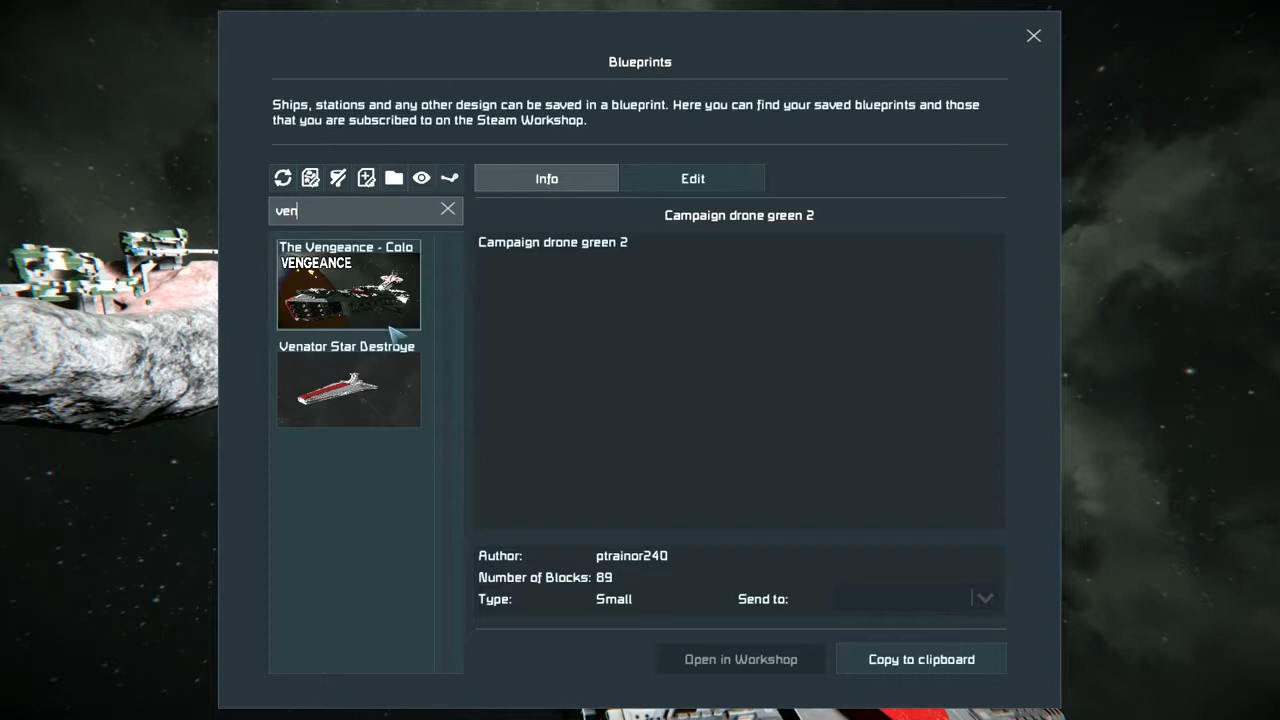 Blueprints
Ships, stations and any other design can be saved in a blueprint. Here you can find your saved blueprints and those
that you are subscribed to on the Steam Workshop.
Info
Edit
ven
Campaign drone green 2
The Vengeance - Colo
VENGEANCE
Campaign drone green 2
Venator Star Destroye
Author: ptrainor240
Number of Blocks: 89
Type: Small Send to:
Open in Workshop
Copy to clipboard